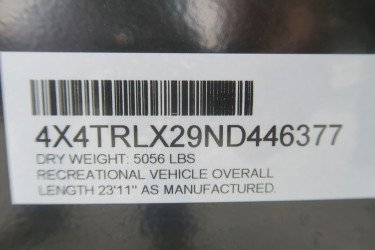 4X4TRLX29ND446377
DRY WEIGHT: 5056 LBS
RECREATIONAL VEHICLE OVERALL
LENGTH 23'11" AS MANUFACTURED.